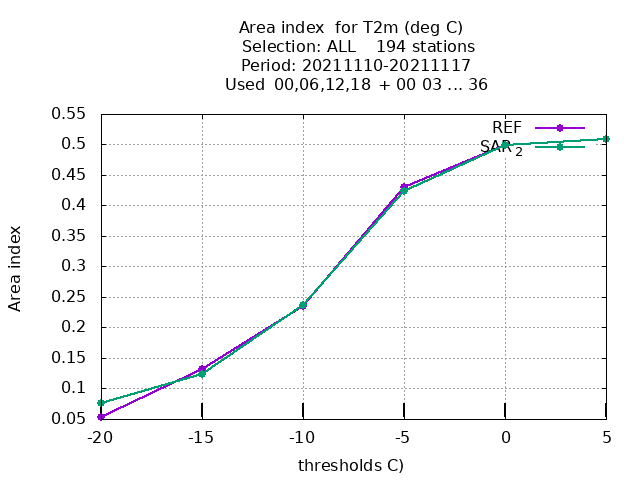 Area index  for T2m (deg C)
Selection: ALL    194 stations
Period: 20211110-20211117
Used  00,06,12,18  + 00 03 ... 36
REF
SAR 2
0.55
0.5
0.45
0.4
0.35
0.3
0.25
0.2
0.15
0.1
0.05
Area index
-20
-15
-10
-5
0
5
thresholds C)